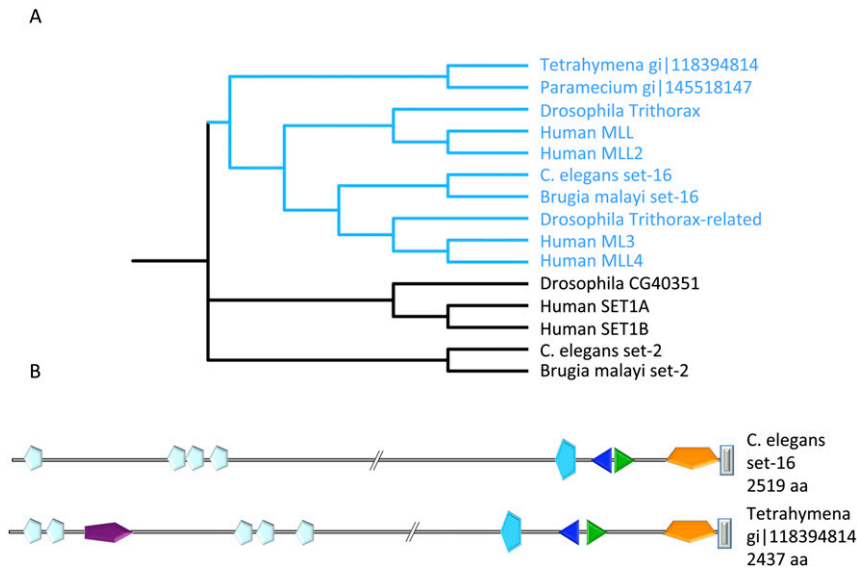 A
Tetrahymena gi|118394814
Paramecium gi|145518147
Drosophila Trithorax
Human MLL
Human MLL2
C. elegans set-16
Brugia malayi set-16
Drosophila Trithorax-related
Human ML3
Human MLL4
Drosophila CG40351
Human SET1A
Human SET1B
C. elegans set-2
Brugia malayi set-2
B
C. elegans
set-16
2519 aa
Tetrahymena
gi|118394814
2437 aa